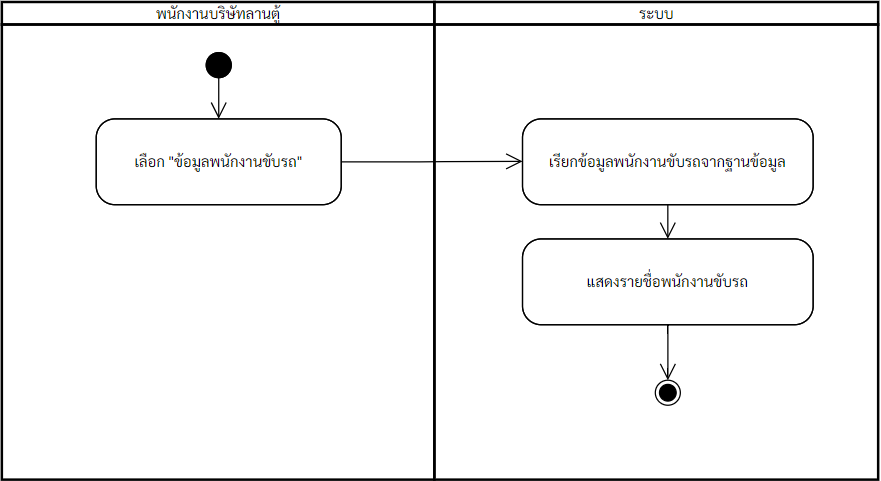 พนักงานบริษัทลานตู้
ระบบ
เลือก "ข้อมูลพนักงานขับรถ"
เรียกข้อมูลพนักงานขับรถจากฐานข้อมูล
แสดงรายชื่อพนักงานขับรถ